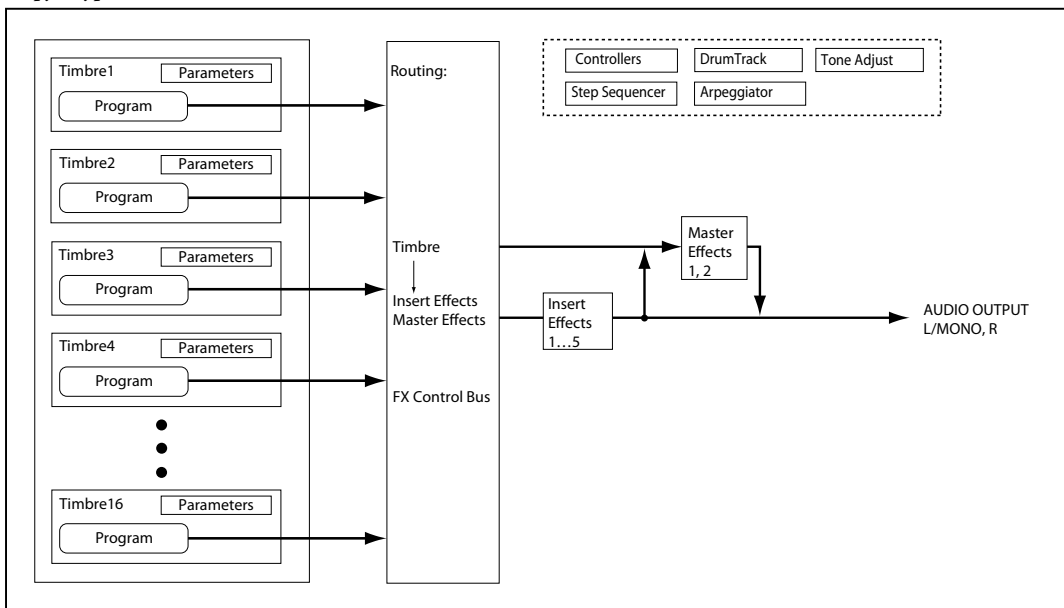 Timbre1
Parameters
Program
Timbre2
Parameters
Program
Timbre3
Parameters
Program
Timbre4
Parameters
Program
Timbre16
Parameters
Program
Routing:
Timbre
Insert Effects
Master Effects
FX Control Bus
Controllers
DrumTrack
Tone Adjust
Step Sequencer
Arpeggiator
Master
Effects
1, 2
Insert
Effects
1...5
AUDIO OUTPUT
L/MONO, R